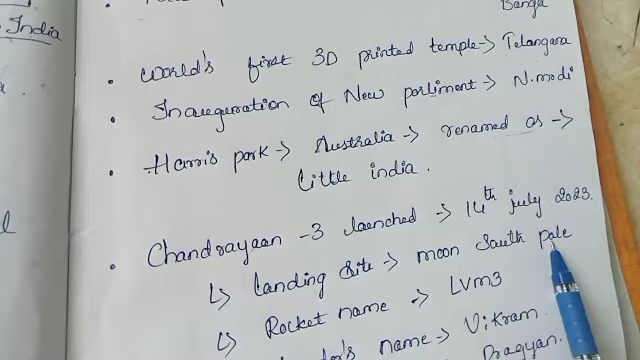 India
Banga
• World's first 3D printed temple → Telangana
• Inauguration of New parliment → N.modi
• Harris park → Australia → renamed as →
little india.
• Chandrayaan -3 launched → 14th july 2023.
↳ Landing site → moon South pole
↳ Rocket name → LVM3
name → Vikram.
Pragyan.